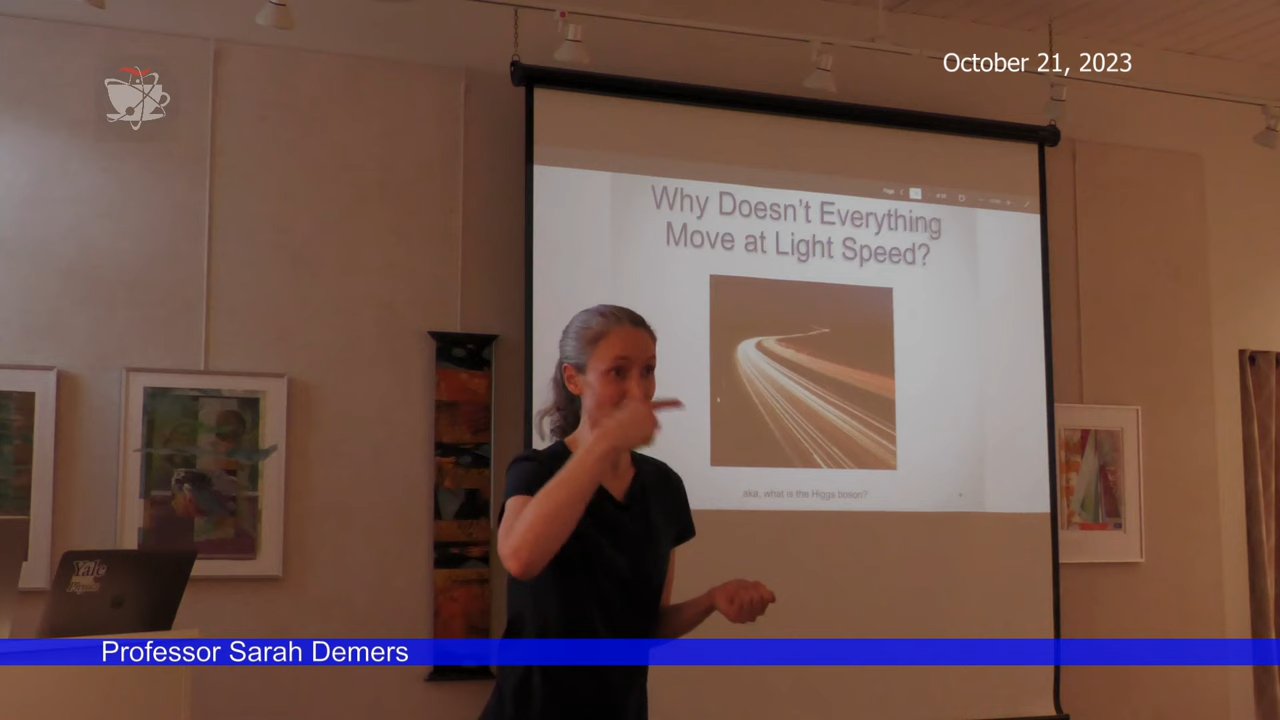 October 21, 2023
Why Doesn't Everything
Move at Light Speed?
aka, what is the Higgs boson?
Yale
Physics
Professor Sarah Demers